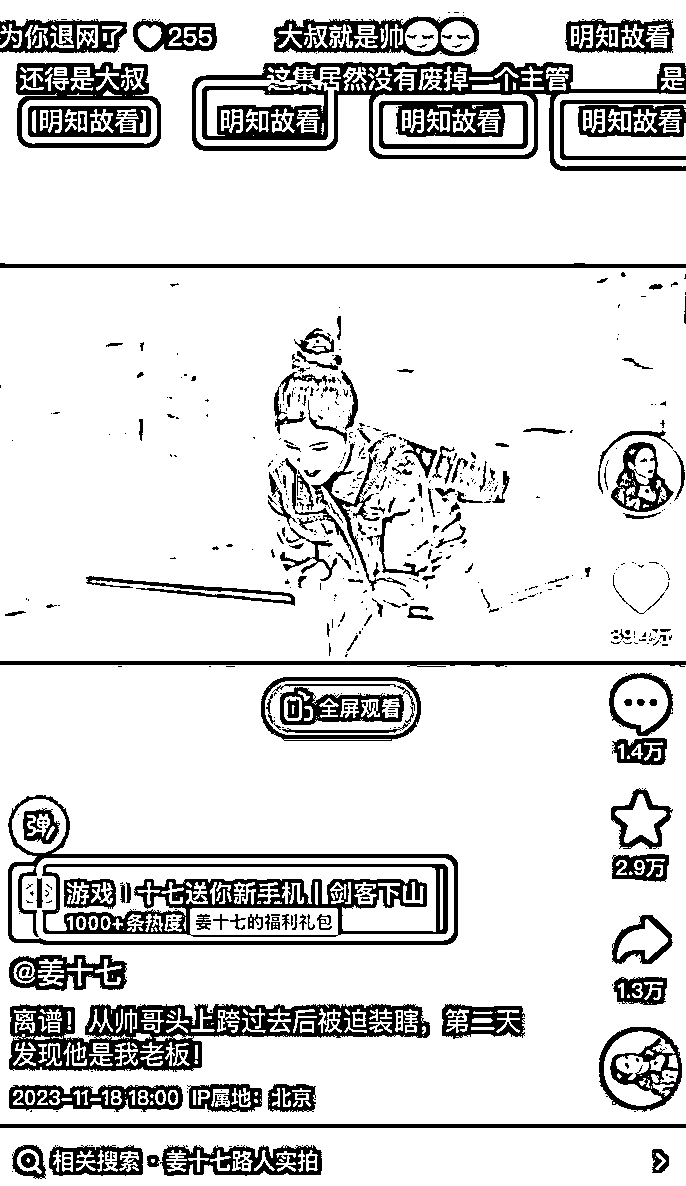 为你退网了 255 大叔就是帅 明知故看
还得是大叔 这集居然没有废掉一个主管 是
明知故看 明知故看 明知故看 明知故看
39.4万
全屏观看
1.4万
弹
2.9万
游戏 | 十七送你新手机 | 剑客下山
1000+条热度 姜十七的福利礼包
@姜十七
1.3万
离谱！从帅哥头上跨过去后被迫装瞎，第二天
发现他是我老板！
2023-11-18 18:00 IP属地：北京
相关搜索·姜十七路人实拍